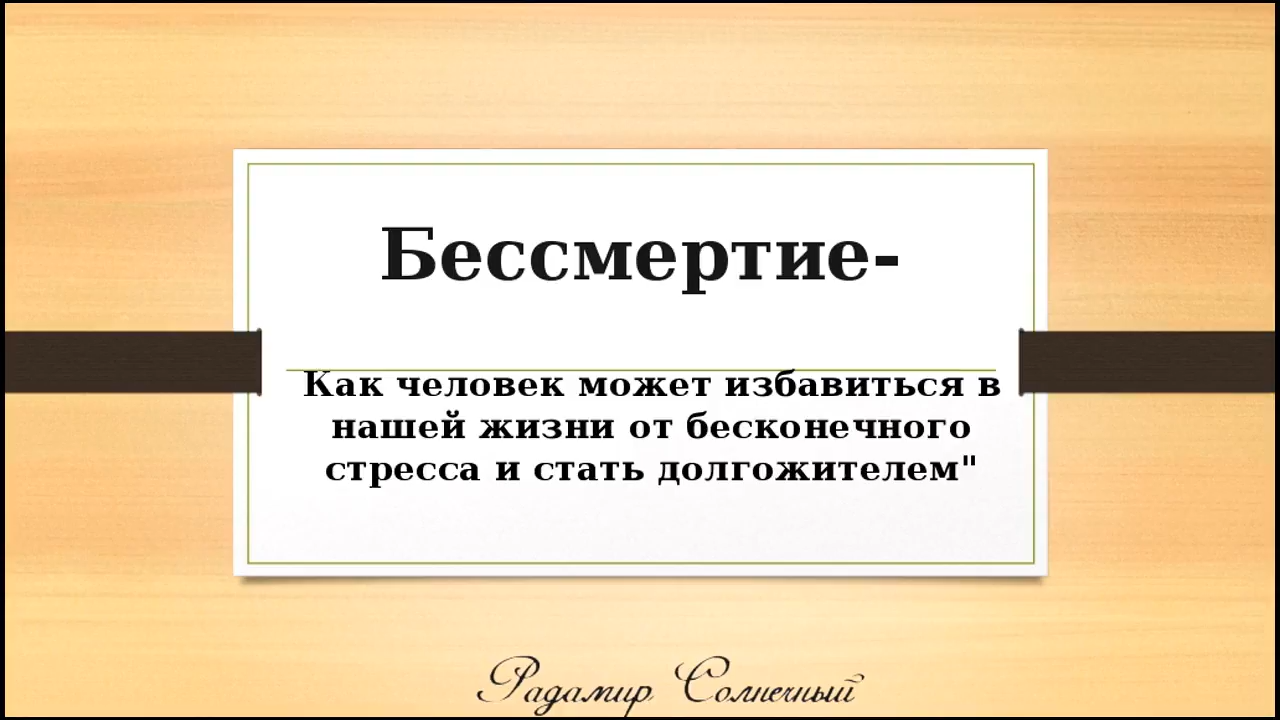 Бессмертие-
Как человек может избавиться в
нашей жизни от бесконечного
стресса и стать долгожителем"
Радамир Солнечный